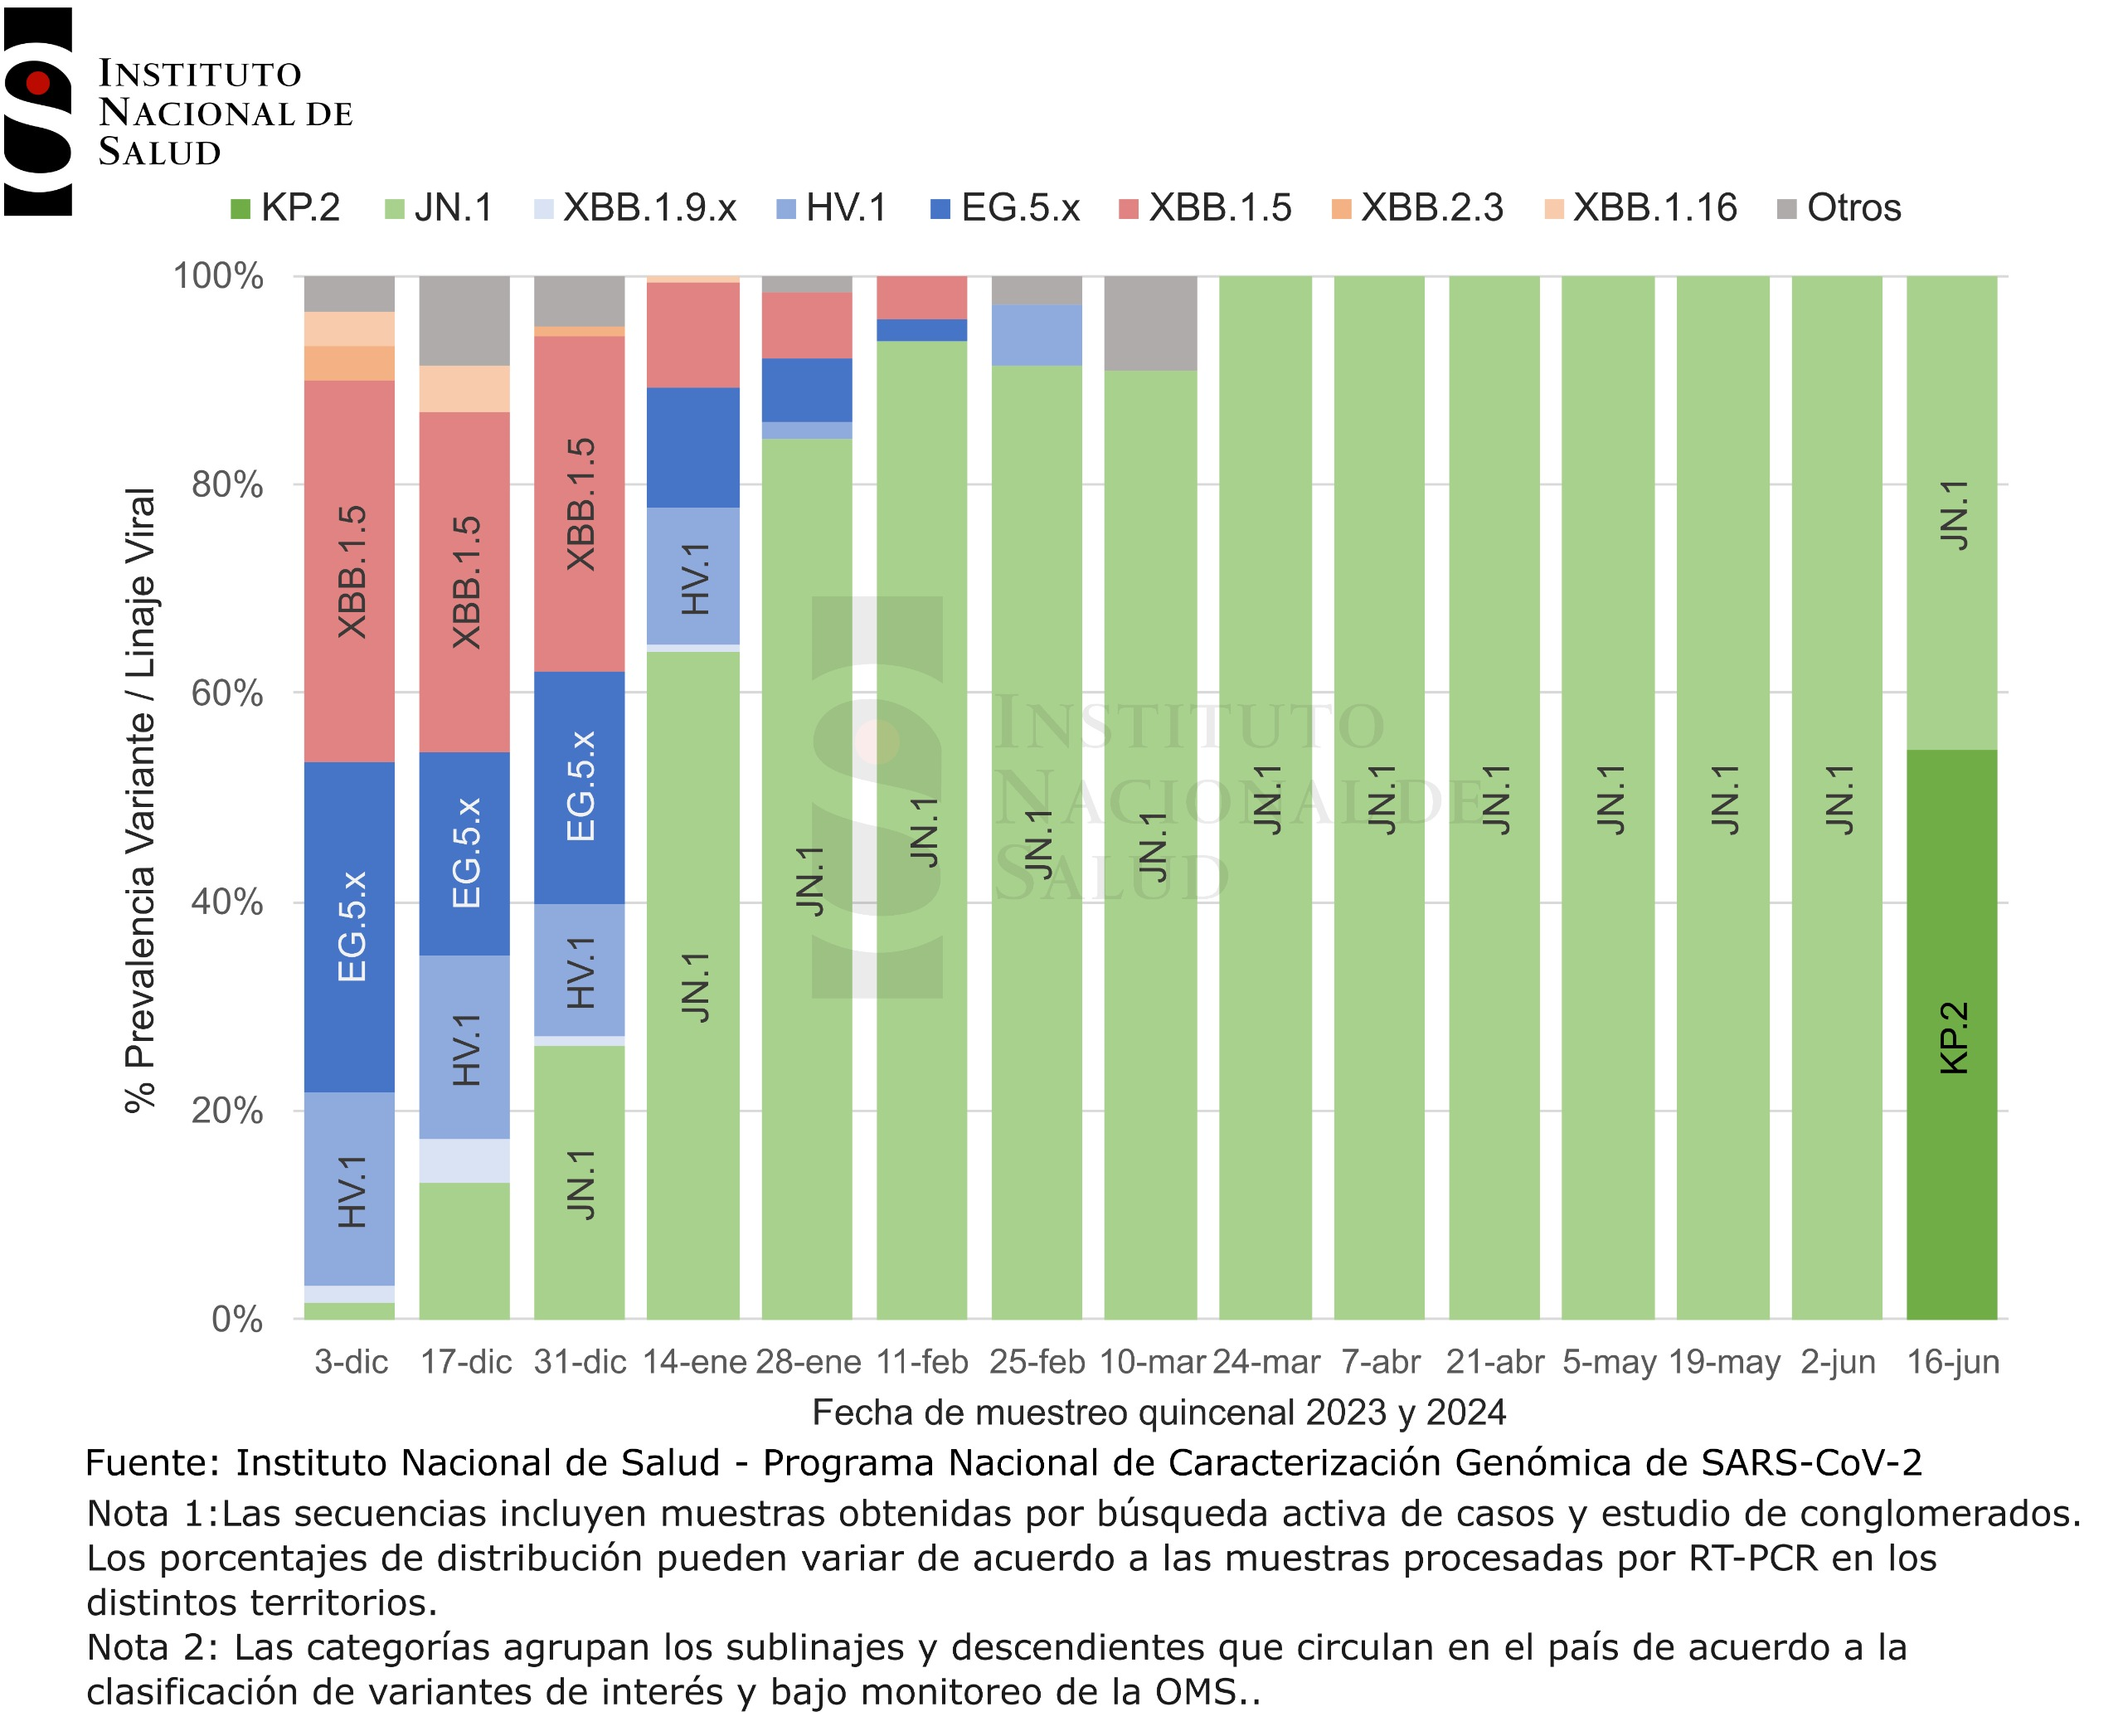 INSTITUTO
NACIONAL DE
SALUD
KP.2 JN.1 XBB.1.9.x HV.1 EG.5.x XBB.1.5 XBB.2.3 XBB.1.16 Otros
% Prevalencia Variante / Linaje Viral
100%
80%
60%
40%
20%
0%
XBB.1.5
EG.5.x
HV.1
XBB.1.5
EG.5.x
HV.1
XBB.1.5
EG.5.x
HV.1
JN.1
HV.1
JN.1
JN.1
JN.1
JN.1
JN.1
JN.1
JN.1
JN.1
JN.1
JN.1
JN.1
JN.1
KP.2
INSTITUTO
NACIONAL DE
SALUD
3-dic 17-dic 31-dic 14-ene 28-ene 11-feb 25-feb 10-mar 24-mar 7-abr 21-abr 5-may 19-may 2-jun 16-jun
Fecha de muestreo quincenal 2023 y 2024
Fuente: Instituto Nacional de Salud - Programa Nacional de Caracterización Genómica de SARS-CoV-2
Nota 1:Las secuencias incluyen muestras obtenidas por búsqueda activa de casos y estudio de conglomerados.
Los porcentajes de distribución pueden variar de acuerdo a las muestras procesadas por RT-PCR en los
distintos territorios.
Nota 2: Las categorías agrupan los sublinajes y descendientes que circulan en el país de acuerdo a la
clasificación de variantes de interés y bajo monitoreo de la OMS..